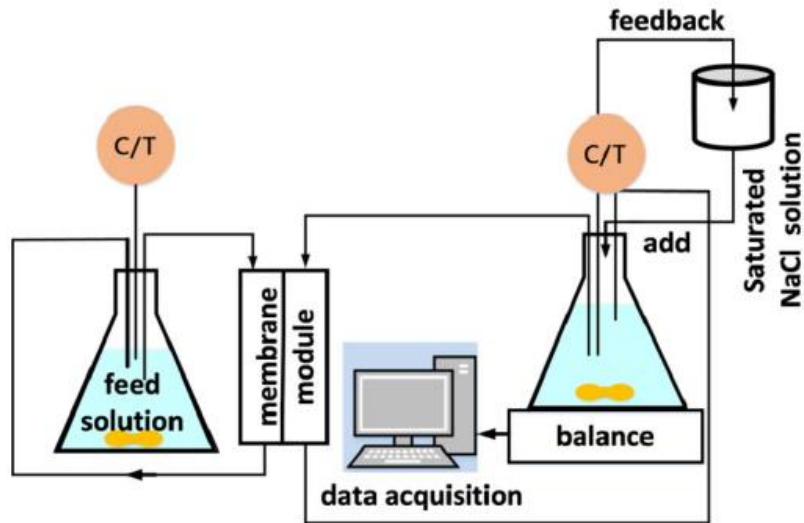 feedback
C/T
C/T
Saturated
NaCl solution
add
membrane
module
feed
solution
balance
data acquisition